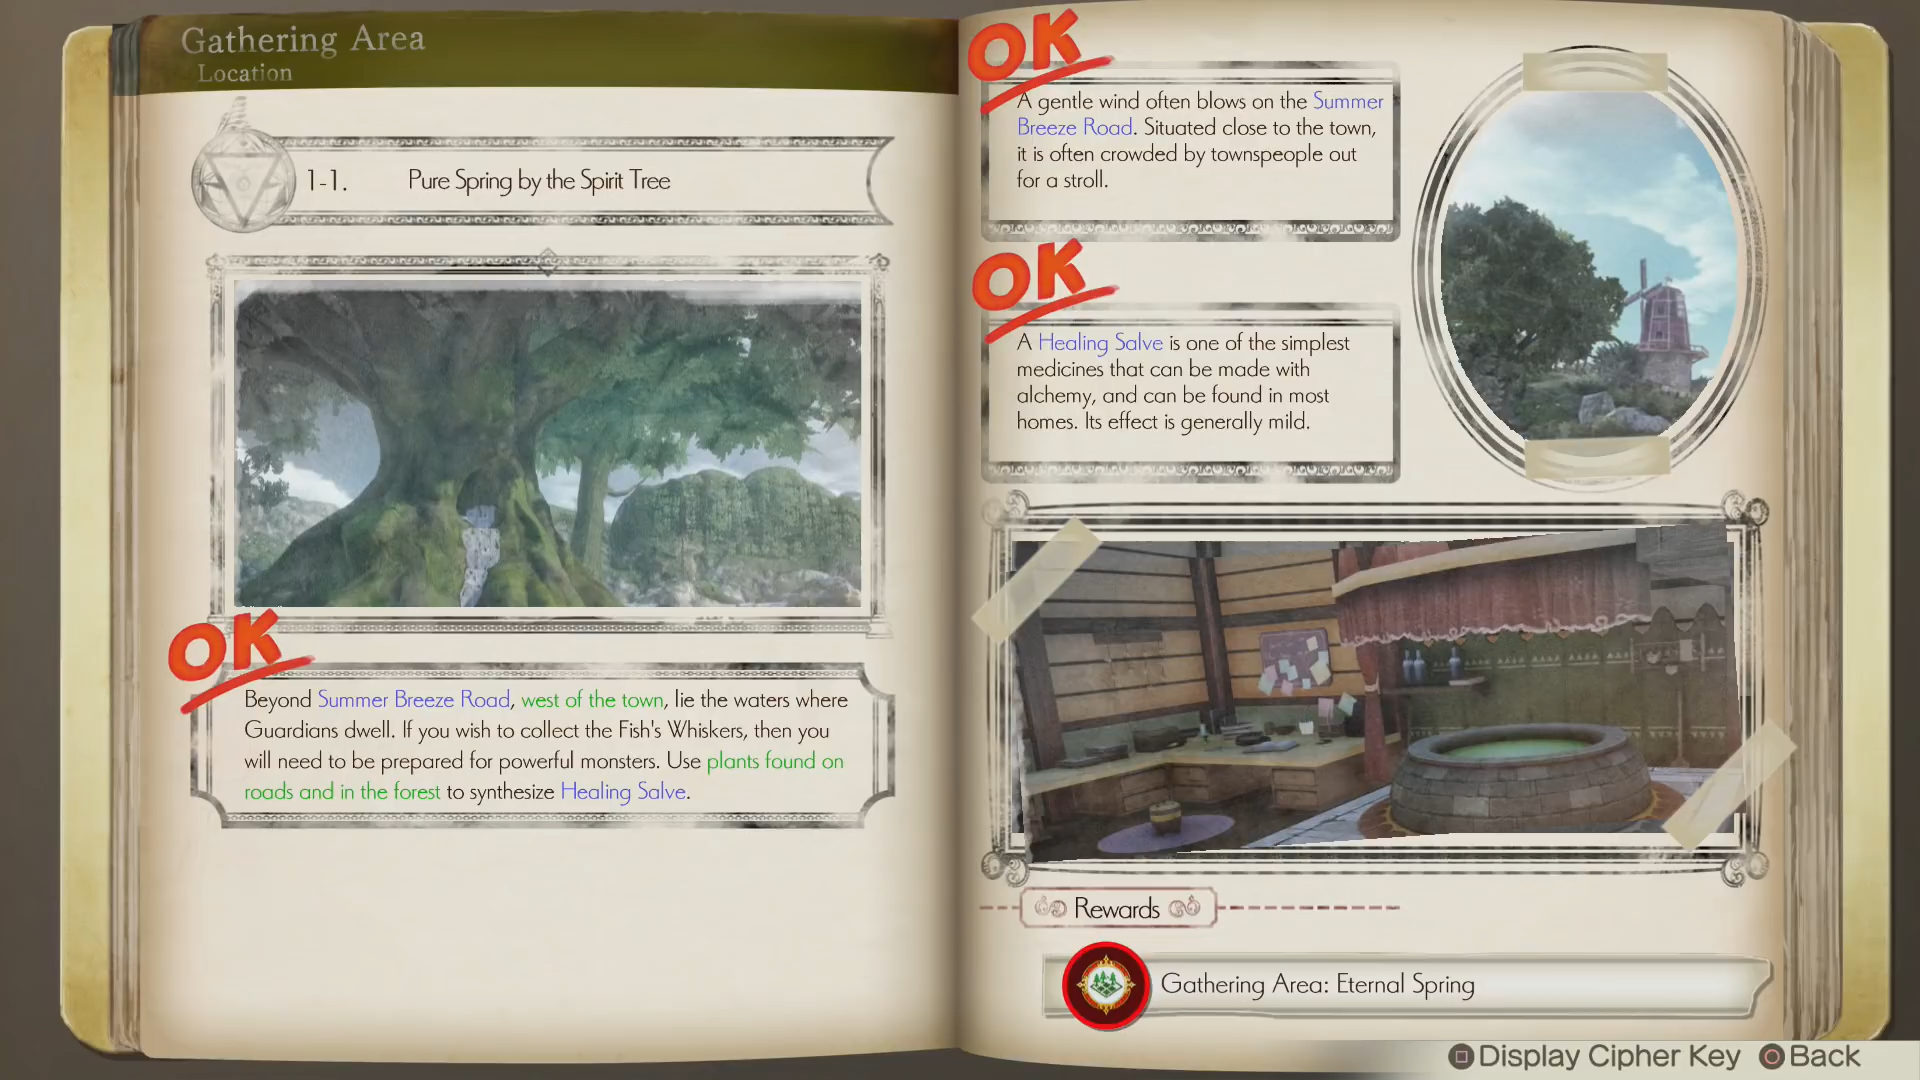 Gathering Area
Location
1-1. Pure Spring by the Spirit Tree
OK
Beyond Summer Breeze Road, west of the town, lie the waters where
Guardians dwell. If you wish to collect the Fish's Whiskers, then you
will need to be prepared for powerful monsters. Use plants found on
roads and in the forest to synthesize Healing Salve.
OK
A gentle wind often blows on the Summer
Breeze Road. Situated close to the town,
it is often crowded by townspeople out
for a stroll.
OK
A Healing Salve is one of the simplest
medicines that can be made with
alchemy, and can be found in most
homes. Its effect is generally mild.
Rewards
Gathering Area: Eternal Spring
Display Cipher Key Back